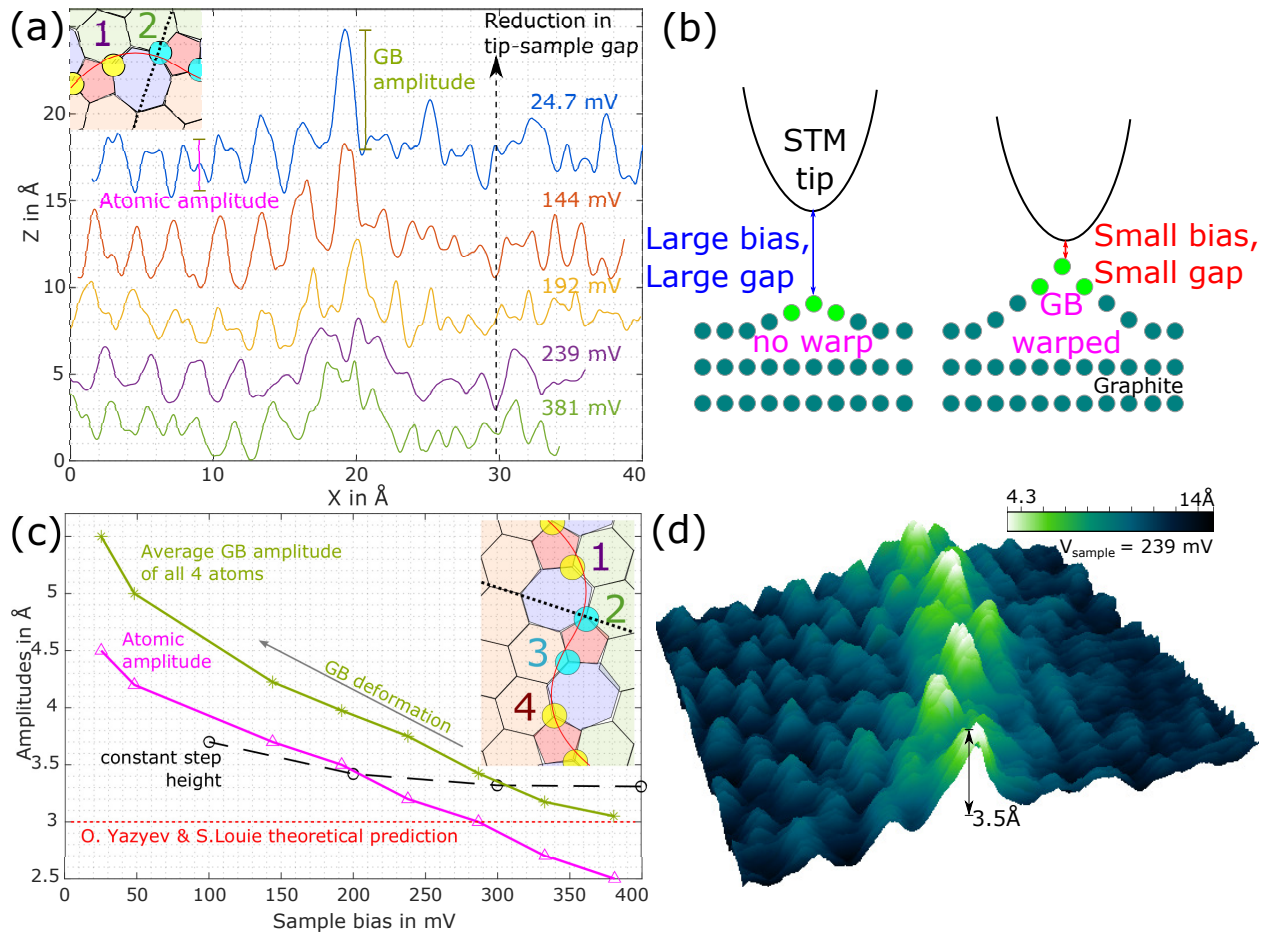 (a)
1
2
GB
amplitude
Reduction in
tip-sample gap
24.7 mV
Atomic amplitude
144 mV
192 mV
239 mV
381 mV
20
15
10
5
0
Z in Å
0
10
20
30
40
X in Å
(b)
STM
tip
Large bias,
Large gap
no warp
Small bias,
Small gap
GB
warped
Graphite
(c)
Average GB amplitude
of all 4 atoms
Atomic
amplitude
GB deformation
constant step
height
O. Yazyev & S.Louie theoretical prediction
1
2
3
4
5
4.5
4
3.5
3
2.5
Amplitudes in Å
0
50
100
150
200
250
300
350
400
Sample bias in mV
(d)
4.3
14Å
Vsample = 239 mV
3.5Å